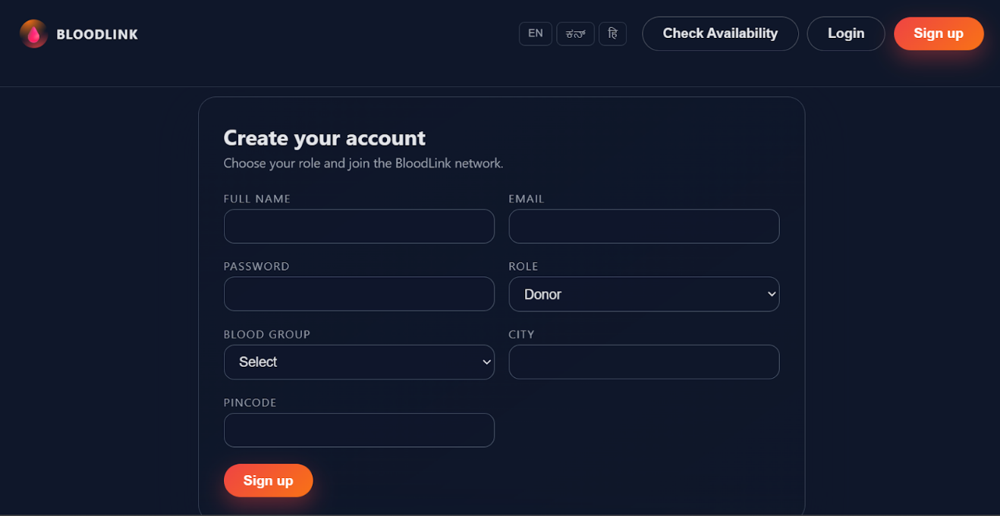 BLOODLINK
EN ಕನ್ हि Check Availability Login Sign up
Create your account
Choose your role and join the BloodLink network.
FULL NAME EMAIL
PASSWORD ROLE
Donor
BLOOD GROUP CITY
Select
PINCODE
Sign up